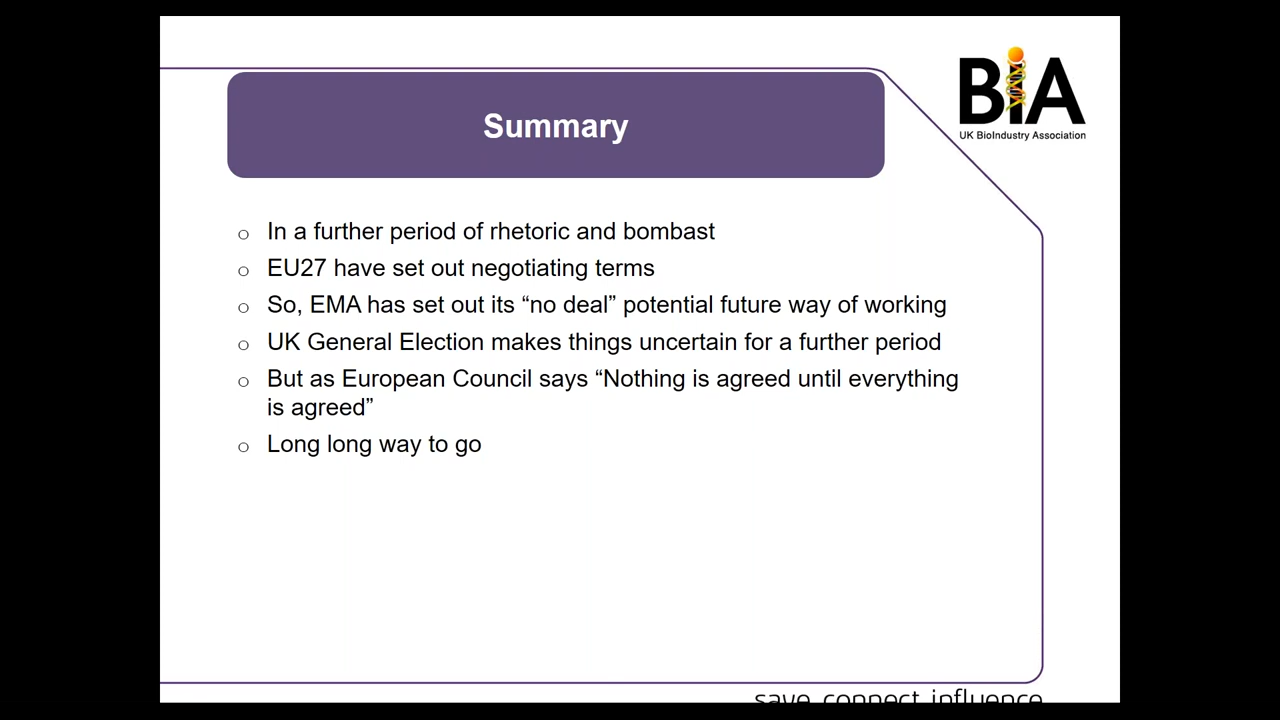 BIA
UK BioIndustry Association
Summary
o In a further period of rhetoric and bombast
o EU27 have set out negotiating terms
o So, EMA has set out its “no deal” potential future way of working
o UK General Election makes things uncertain for a further period
o But as European Council says “Nothing is agreed until everything
is agreed”
o Long long way to go
save, connect, influence